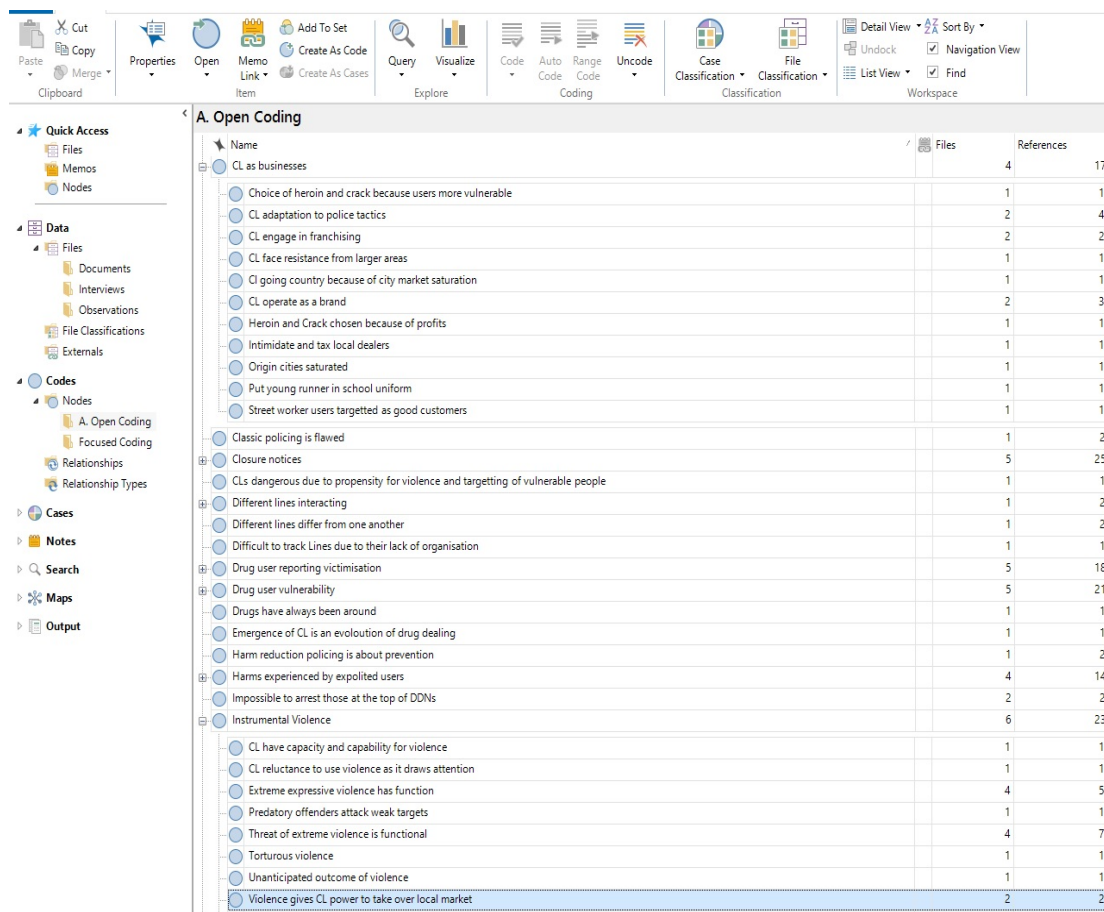 Cut
Copy
Paste
Merge
Clipboard
Properties
Open
Memo
Link
Add To Set
Create As Code
Create As Cases
Item
Query
Visualize
Explore
Code
Auto
Code
Range
Code
Uncode
Coding
Case
Classification
File
Classification
Classification
Detail View
Sort By
Undock
Navigation View
List View
Find
Workspace
Quick Access
Files
Memos
Nodes
Data
Files
Documents
Interviews
Observations
File Classifications
Externals
Codes
Nodes
A. Open Coding
Focused Coding
Relationships
Relationship Types
Cases
Notes
Search
Maps
Output
A. Open Coding
Name Files References
CL as businesses 4 17
Choice of heroin and crack because users more vulnerable 1 1
CL adaptation to police tactics 2 4
CL engage in franchising 2 2
CL face resistance from larger areas 1 1
Cl going country because of city market saturation 1 1
CL operate as a brand 2 3
Heroin and Crack chosen because of profits 1 1
Intimidate and tax local dealers 1 1
Origin cities saturated 1 1
Put young runner in school uniform 1 1
Street worker users targetted as good customers 1 1
Classic policing is flawed 1 2
Closure notices 5 25
CLs dangerous due to propensity for violence and targetting of vulnerable people 1 1
Different lines interacting 1 2
Different lines differ from one another 1 2
Difficult to track Lines due to their lack of organisation 1 1
Drug user reporting victimisation 5 18
Drug user vulnerability 5 21
Drugs have always been around 1 1
Emergence of CL is an evoloution of drug dealing 1 1
Harm reduction policing is about prevention 1 2
Harms experienced by expolited users 4 14
Impossible to arrest those at the top of DDNs 2 2
Instrumental Violence 6 23
CL have capacity and capability for violence 1 1
CL reluctance to use violence as it draws attention 1 1
Extreme expressive violence has function 4 5
Predatory offenders attack weak targets 1 1
Threat of extreme violence is functional 4 7
Torturous violence 1 1
Unanticipated outcome of violence 1 1
Violence gives CL power to take over local market 2 2